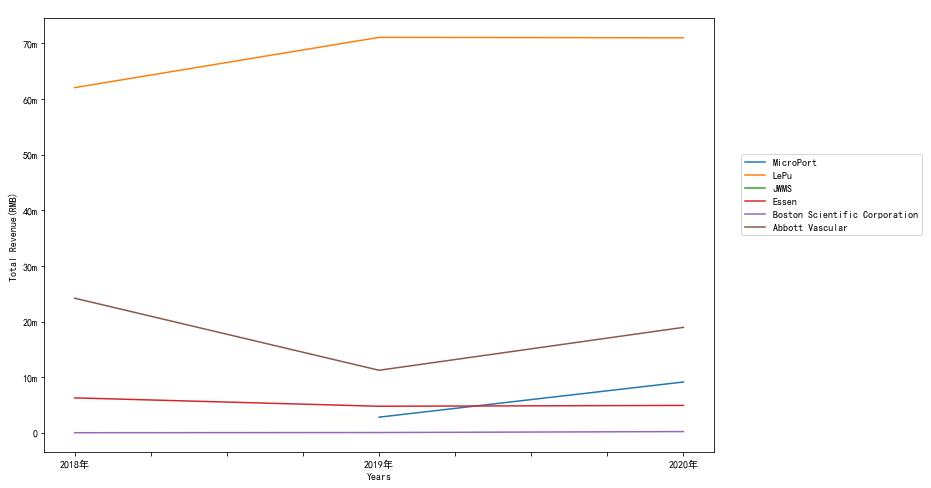 70m
60m
50m
40m
30m
20m
10m
0
Total Revenue(RMB)
2018年
2019年
2020年
Years
MicroPort
LePu
JWMS
Essen
Boston Scientific Corporation
Abbott Vascular